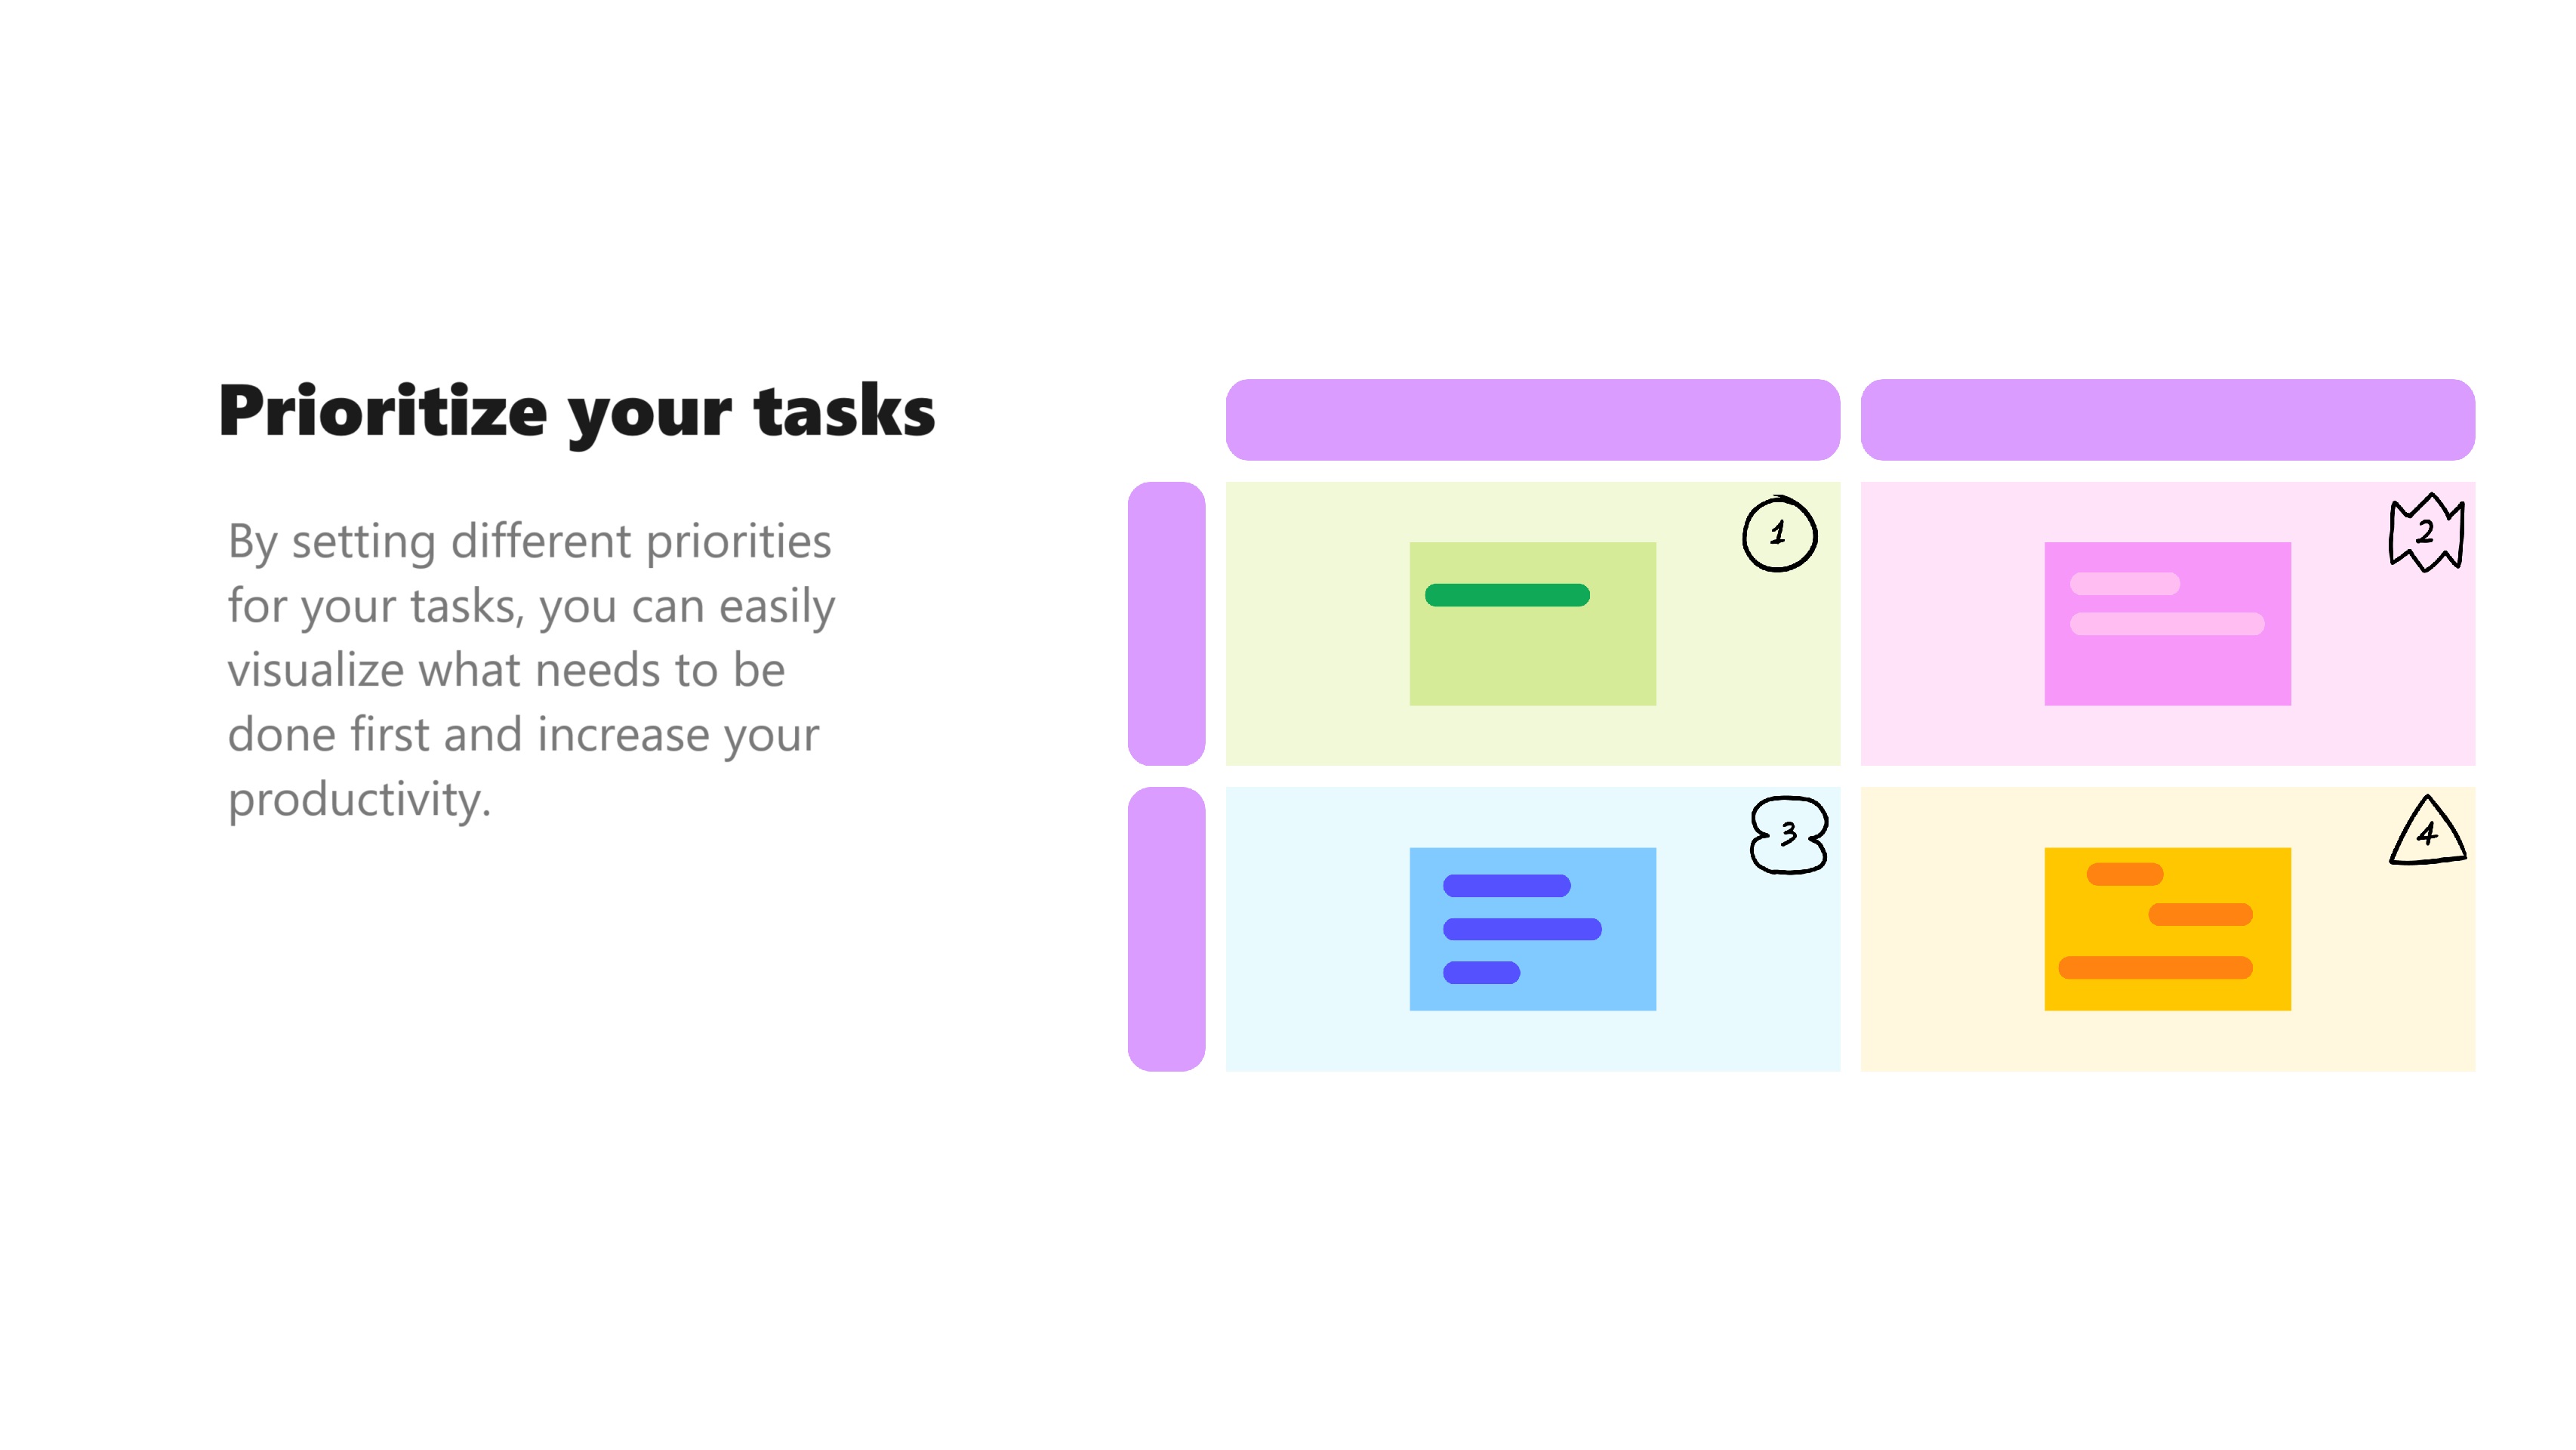 Prioritize your tasks
By setting different priorities
for your tasks, you can easily
visualize what needs to be
done first and increase your
productivity.
1
2
3
4